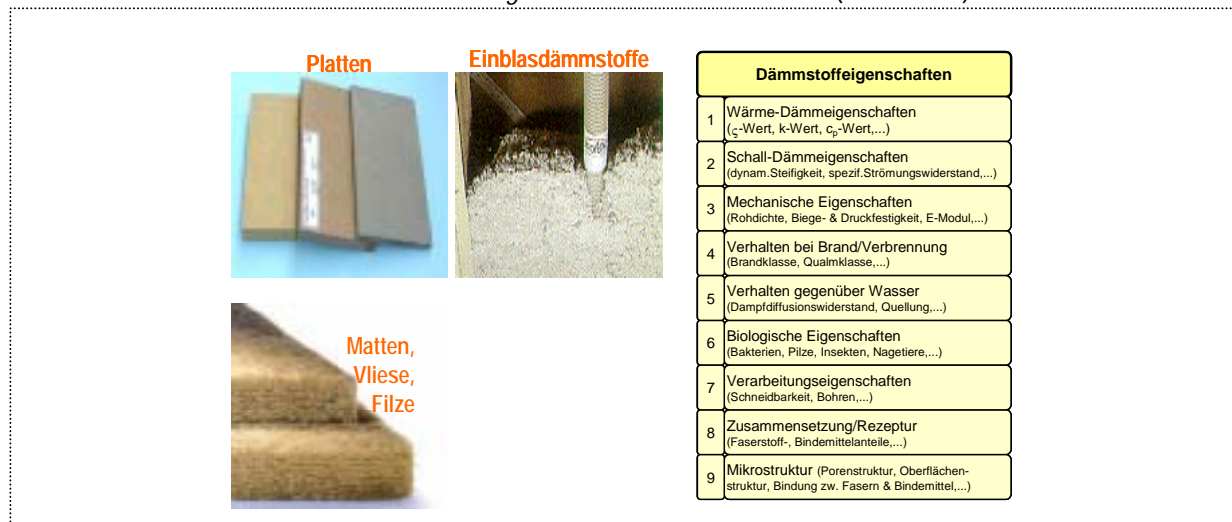 Platten
Einblasdämmstoffe
Matten,
Vliese,
Filze
Dämmstoffeigenschaften
1 Wärme-Dämmeigenschaften
(ς-Wert, k-Wert, cp-Wert,...)
2 Schall-Dämmeigenschaften
(dynam.Steifigkeit, spezif.Strömungswiderstand,...)
3 Mechanische Eigenschaften
(Rohdichte, Biege- & Druckfestigkeit, E-Modul,...)
4 Verhalten bei Brand/Verbrennung
(Brandklasse, Qualmklasse,...)
5 Verhalten gegenüber Wasser
(Dampfdiffusionswiderstand, Quellung,...)
6 Biologische Eigenschaften
(Bakterien, Pilze, Insekten, Nagetiere,...)
7 Verarbeitungseigenschaften
(Schneidbarkeit, Bohren,...)
8 Zusammensetzung/Rezeptur
(Faserstoff-, Bindemittelanteile,...)
9 Mikrostruktur (Porenstruktur, Oberflächen-
struktur, Bindung zw. Fasern & Bindemittel,...)